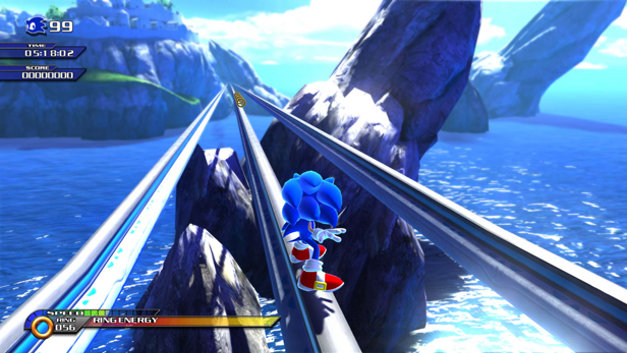 99
TIME
05:18:02
SCORE
00000000
SPEED
RING
056
RING ENERGY